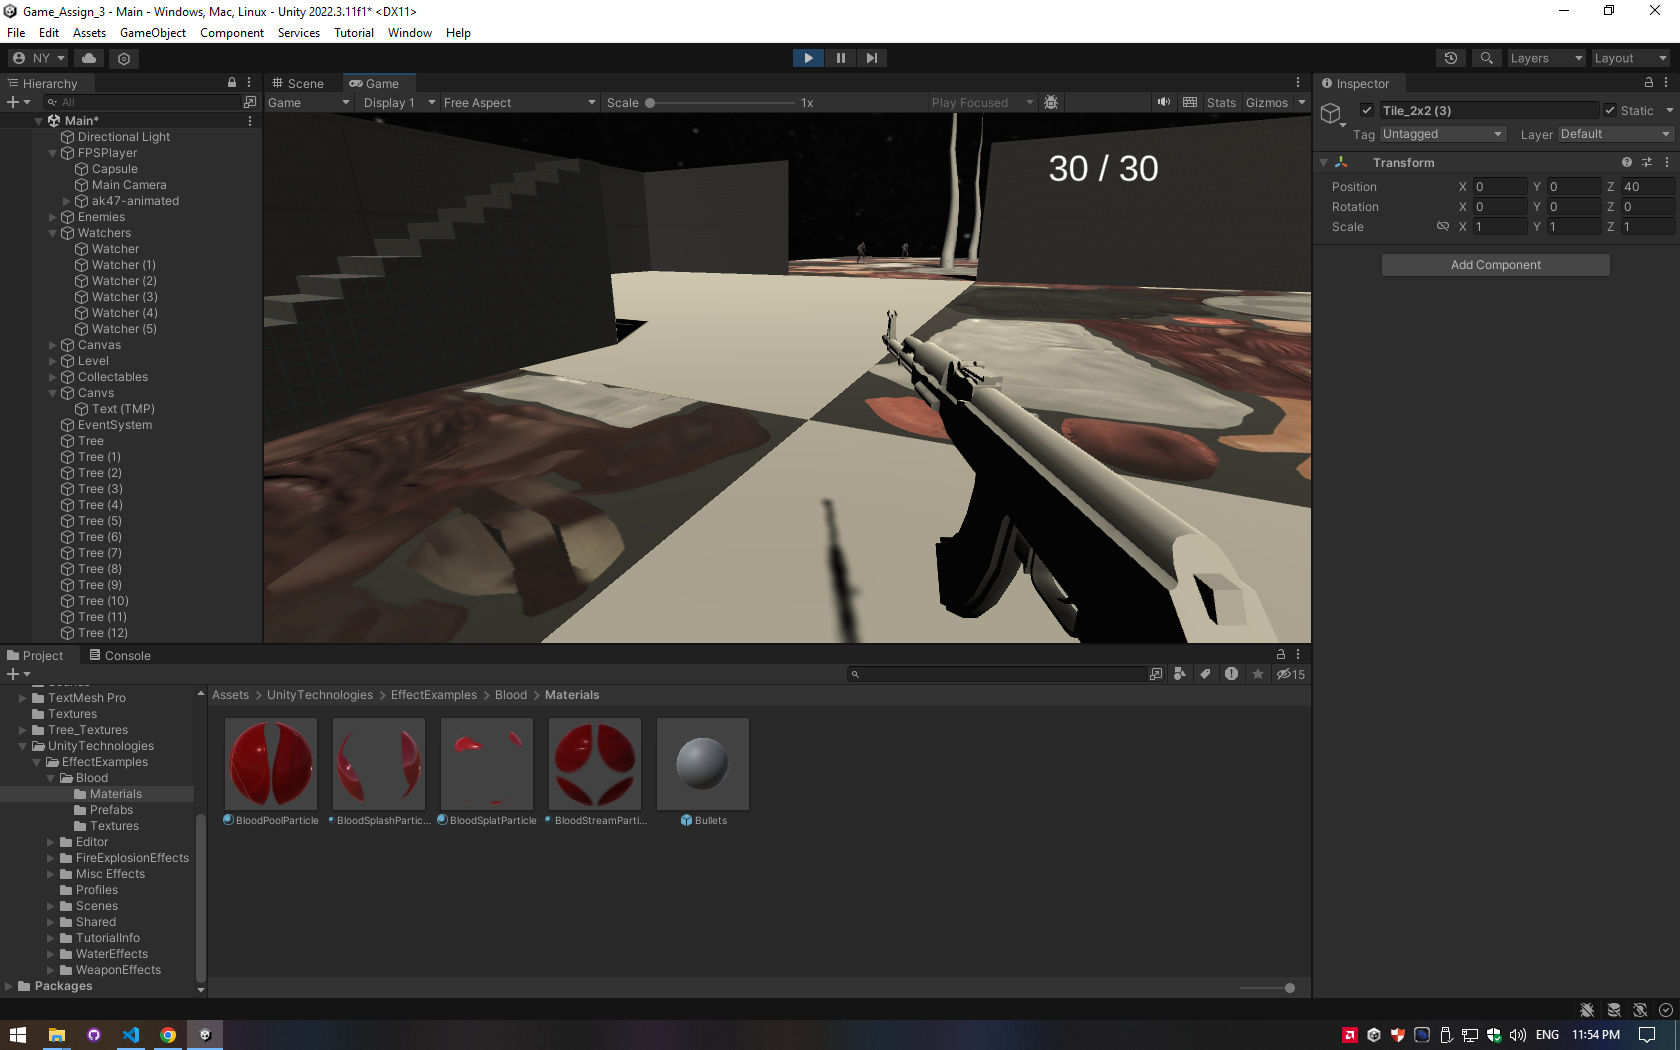 Game_Assign_3 - Main - Windows, Mac, Linux - Unity 2022.3.11f1* <DX11>
File Edit Assets GameObject Component Services Tutorial Window Help
NY Layers Layout
Hierarchy
All
Main*
Directional Light
FPSPlayer
Capsule
Main Camera
ak47-animated
Enemies
Watchers
Watcher
Watcher (1)
Watcher (2)
Watcher (3)
Watcher (4)
Watcher (5)
Canvas
Level
Collectables
Canvs
Text (TMP)
EventSystem
Tree
Tree (1)
Tree (2)
Tree (3)
Tree (4)
Tree (5)
Tree (6)
Tree (7)
Tree (8)
Tree (9)
Tree (10)
Tree (11)
Tree (12)
Scene Game
Game Display 1 Free Aspect Scale 1x Play Focused Stats Gizmos
30 / 30
Inspector
Tile_2x2 (3) Static
Tag Untagged Layer Default
Transform
Position X 0 Y 0 Z 40
Rotation X 0 Y 0 Z 0
Scale X 1 Y 1 Z 1
Add Component
Project Console
15
TextMesh Pro
Textures
Tree_Textures
UnityTechnologies
EffectExamples
Blood
Materials
Prefabs
Textures
Editor
FireExplosionEffects
Misc Effects
Profiles
Scenes
Shared
TutorialInfo
WaterEffects
WeaponEffects
Packages
Assets > UnityTechnologies > EffectExamples > Blood > Materials
BloodPoolParticle BloodSplashPartic... BloodSplatParticle BloodStreamParti... Bullets
ENG 11:54 PM